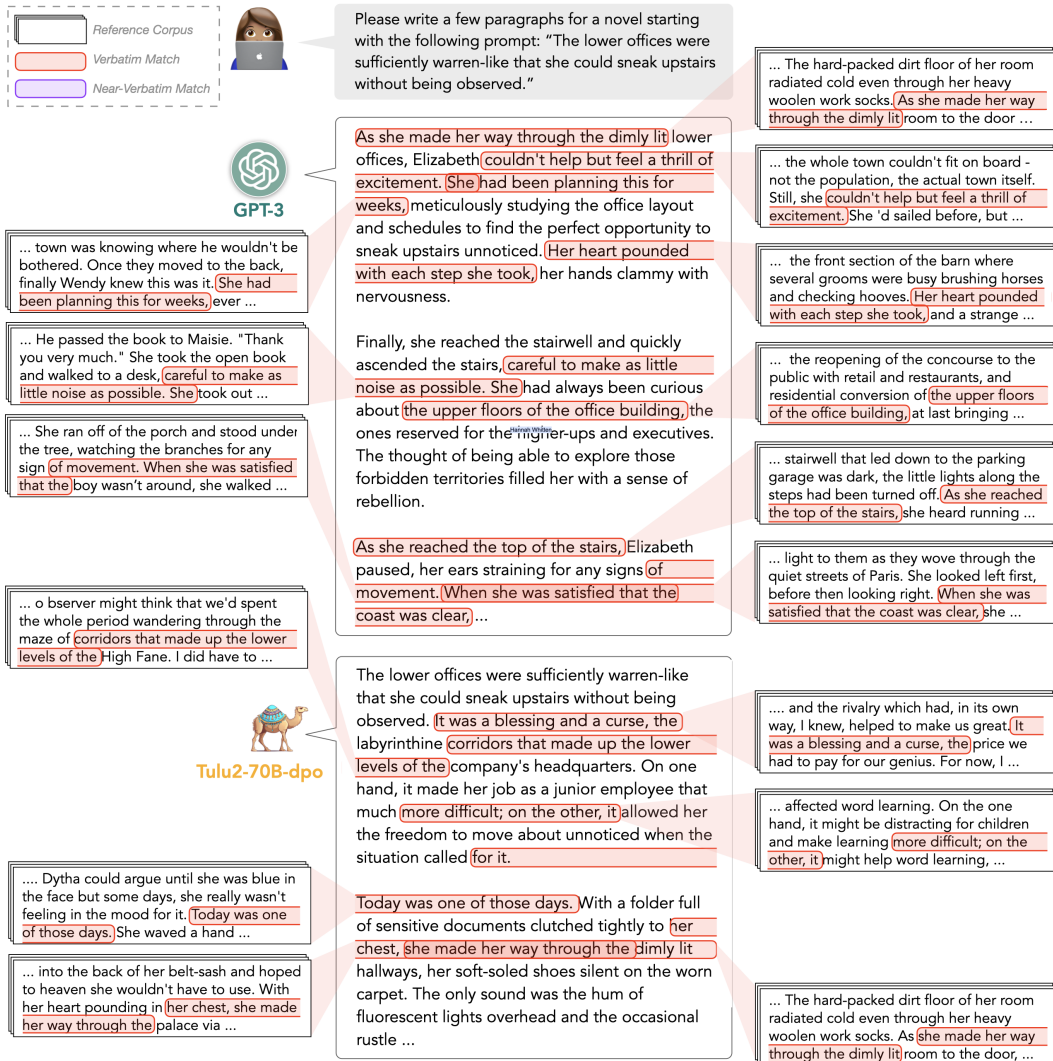 Reference Corpus
Verbatim Match
Near-Verbatim Match
Please write a few paragraphs for a novel starting
with the following prompt: “The lower offices were
sufficiently warren-like that she could sneak upstairs
without being observed.”
GPT-3
As she made her way through the dimly lit lower
offices, Elizabeth couldn't help but feel a thrill of
excitement. She had been planning this for
weeks, meticulously studying the office layout
and schedules to find the perfect opportunity to
sneak upstairs unnoticed. Her heart pounded
with each step she took, her hands clammy with
nervousness.
Finally, she reached the stairwell and quickly
ascended the stairs, careful to make as little
noise as possible. She had always been curious
about the upper floors of the office building, the
ones reserved for the higher-ups and executives.
Hannah Whitten
The thought of being able to explore those
forbidden territories filled her with a sense of
rebellion.
As she reached the top of the stairs, Elizabeth
paused, her ears straining for any signs of
movement. When she was satisfied that the
coast was clear, ...
... town was knowing where he wouldn't be
bothered. Once they moved to the back,
finally Wendy knew this was it. She had
been planning this for weeks, ever ...
... He passed the book to Maisie. "Thank
you very much." She took the open book
and walked to a desk, careful to make as
little noise as possible. She took out ...
... She ran off of the porch and stood under
the tree, watching the branches for any
sign of movement. When she was satisfied
that the boy wasn’t around, she walked ...
... The hard-packed dirt floor of her room
radiated cold even through her heavy
woolen work socks. As she made her way
through the dimly lit room to the door ...
... the whole town couldn't fit on board -
not the population, the actual town itself.
Still, she couldn't help but feel a thrill of
excitement. She 'd sailed before, but ...
... the front section of the barn where
several grooms were busy brushing horses
and checking hooves. Her heart pounded
with each step she took, and a strange ...
... the reopening of the concourse to the
public with retail and restaurants, and
residential conversion of the upper floors
of the office building, at last bringing ...
... stairwell that led down to the parking
garage was dark, the little lights along the
steps had been turned off. As she reached
the top of the stairs, she heard running ...
... light to them as they wove through the
quiet streets of Paris. She looked left first,
before then looking right. When she was
satisfied that the coast was clear, she ...
... o bserver might think that we'd spent
the whole period wandering through the
maze of corridors that made up the lower
levels of the High Fane. I did have to ...
Tulu2-70B-dpo
The lower offices were sufficiently warren-like
that she could sneak upstairs without being
observed. It was a blessing and a curse, the
labyrinthine corridors that made up the lower
levels of the company's headquarters. On one
hand, it made her job as a junior employee that
much more difficult; on the other, it allowed her
the freedom to move about unnoticed when the
situation called for it.
Today was one of those days. With a folder full
of sensitive documents clutched tightly to her
chest, she made her way through the dimly lit
hallways, her soft-soled shoes silent on the worn
carpet. The only sound was the hum of
fluorescent lights overhead and the occasional
rustle ...
.... Dytha could argue until she was blue in
the face but some days, she really wasn't
feeling in the mood for it. Today was one
of those days. She waved a hand ...
... into the back of her belt-sash and hoped
to heaven she wouldn't have to use. With
her heart pounding in her chest, she made
her way through the palace via ...
.... and the rivalry which had, in its own
way, I knew, helped to make us great. It
was a blessing and a curse, the price we
had to pay for our genius. For now, I ...
... affected word learning. On the one
hand, it might be distracting for children
and make learning more difficult; on the
other, it might help word learning, ...
... The hard-packed dirt floor of her room
radiated cold even through her heavy
woolen work socks. As she made her way
through the dimly lit room to the door, ...